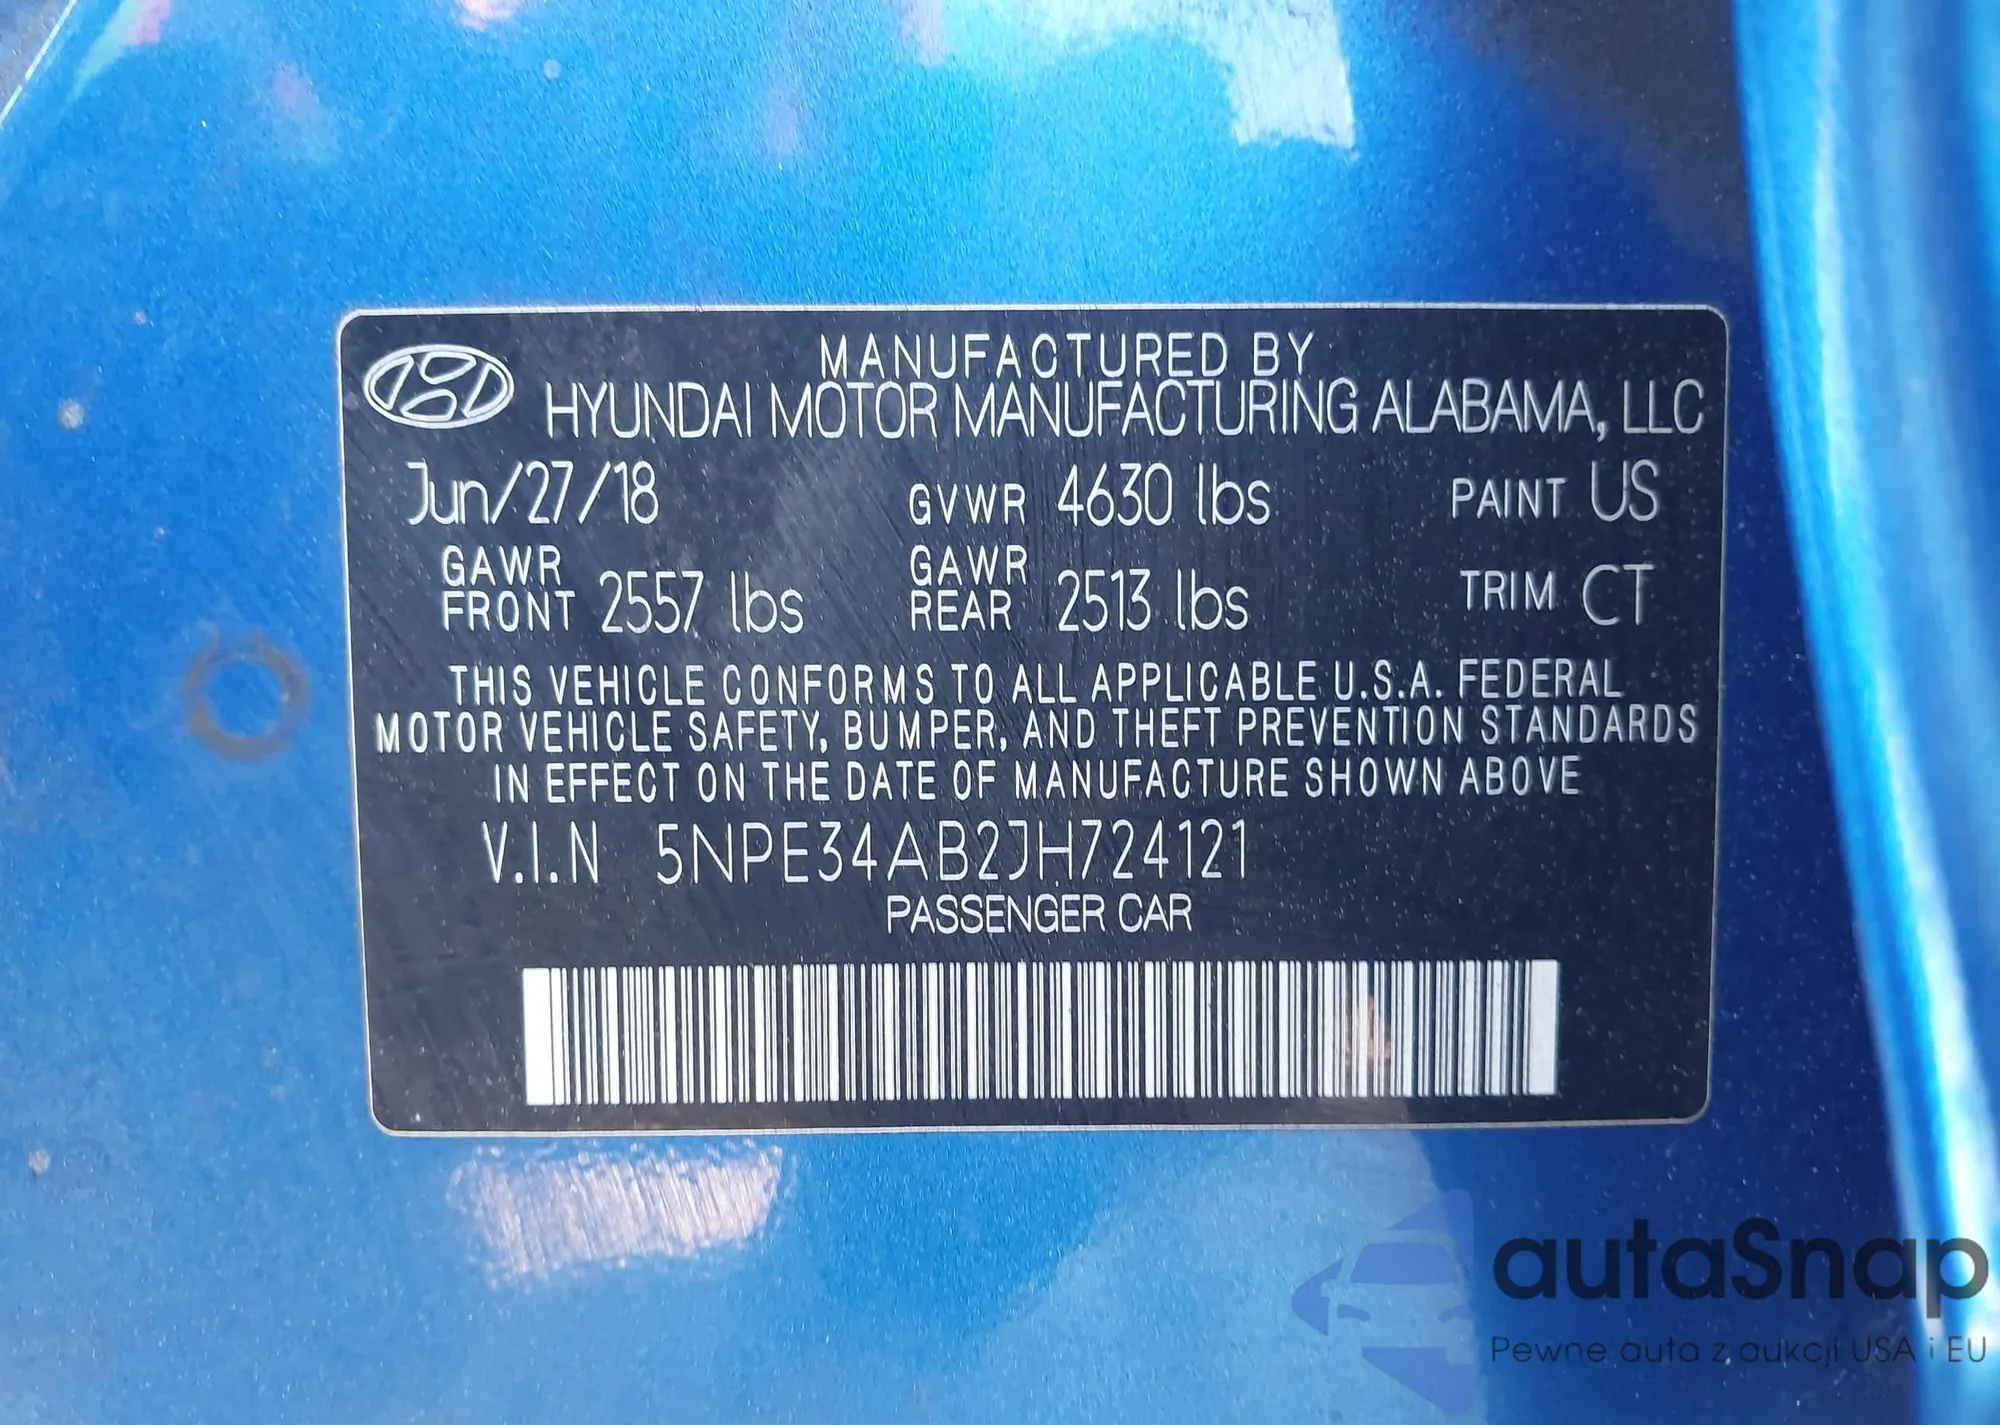 MANUFACTURED BY
HYUNDAI MOTOR MANUFACTURING ALABAMA, LLC
Jun/27/18 GVWR 4630 lbs PAINT US
GAWR FRONT 2557 lbs GAWR REAR 2513 lbs TRIM CT
THIS VEHICLE CONFORMS TO ALL APPLICABLE U.S.A. FEDERAL
MOTOR VEHICLE SAFETY, BUMPER, AND THEFT PREVENTION STANDARDS
IN EFFECT ON THE DATE OF MANUFACTURE SHOWN ABOVE
V.I.N 5NPE34AB2JH724121
PASSENGER CAR
autaSnap
Pewne auta z aukcji USA i EU